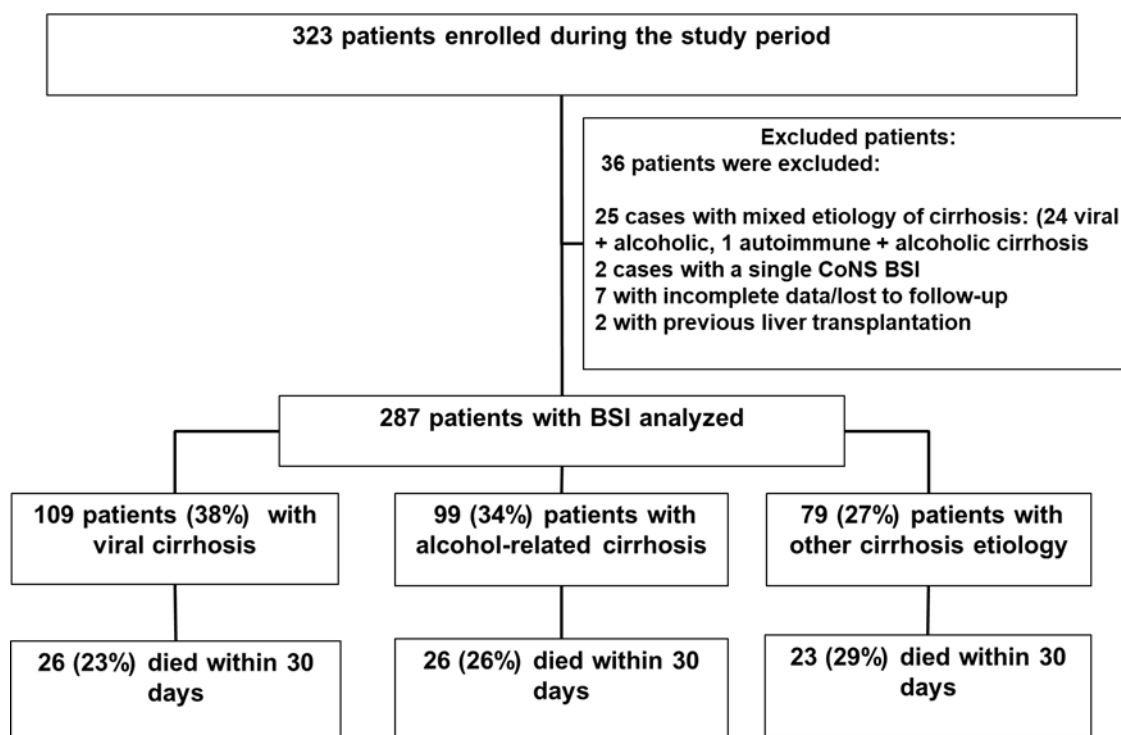 323 patients enrolled during the study period
Excluded patients:
36 patients were excluded:
25 cases with mixed etiology of cirrhosis: (24 viral
+ alcoholic, 1 autoimmune + alcoholic cirrhosis
2 cases with a single CoNS BSI
7 with incomplete data/lost to follow-up
2 with previous liver transplantation
287 patients with BSI analyzed
109 patients (38%) with
viral cirrhosis
99 (34%) patients with
alcohol-related cirrhosis
79 (27%) patients with
other cirrhosis etiology
26 (23%) died within 30
days
26 (26%) died within 30
days
23 (29%) died within 30
days